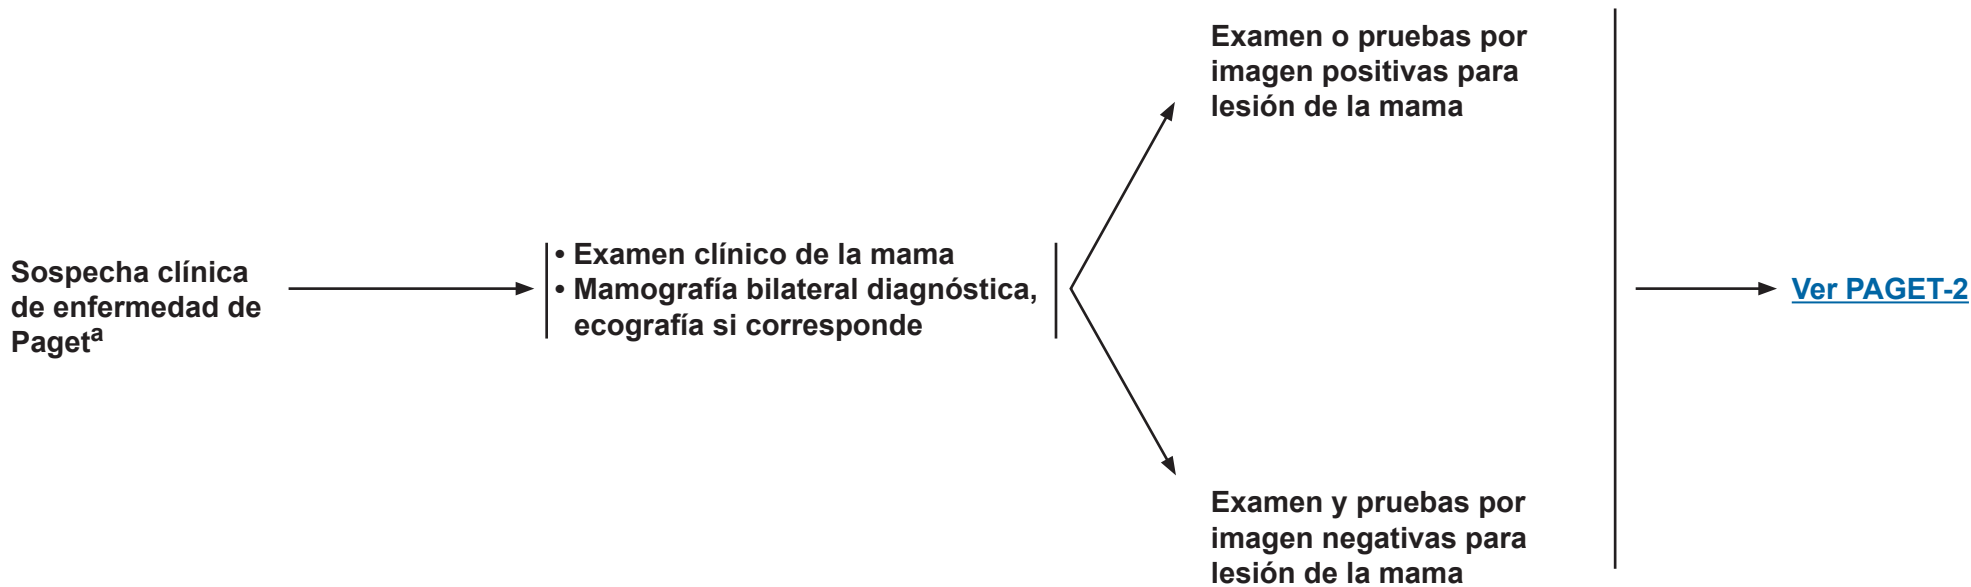 Sospecha clínica
de enfermedad de
Pagetª
• Examen clínico de la mama
• Mamografía bilateral diagnóstica,
ecografía si corresponde
Examen o pruebas por
imagen positivas para
lesión de la mama
Examen y pruebas por
imagen negativas para
lesión de la mama
Ver PAGET-2